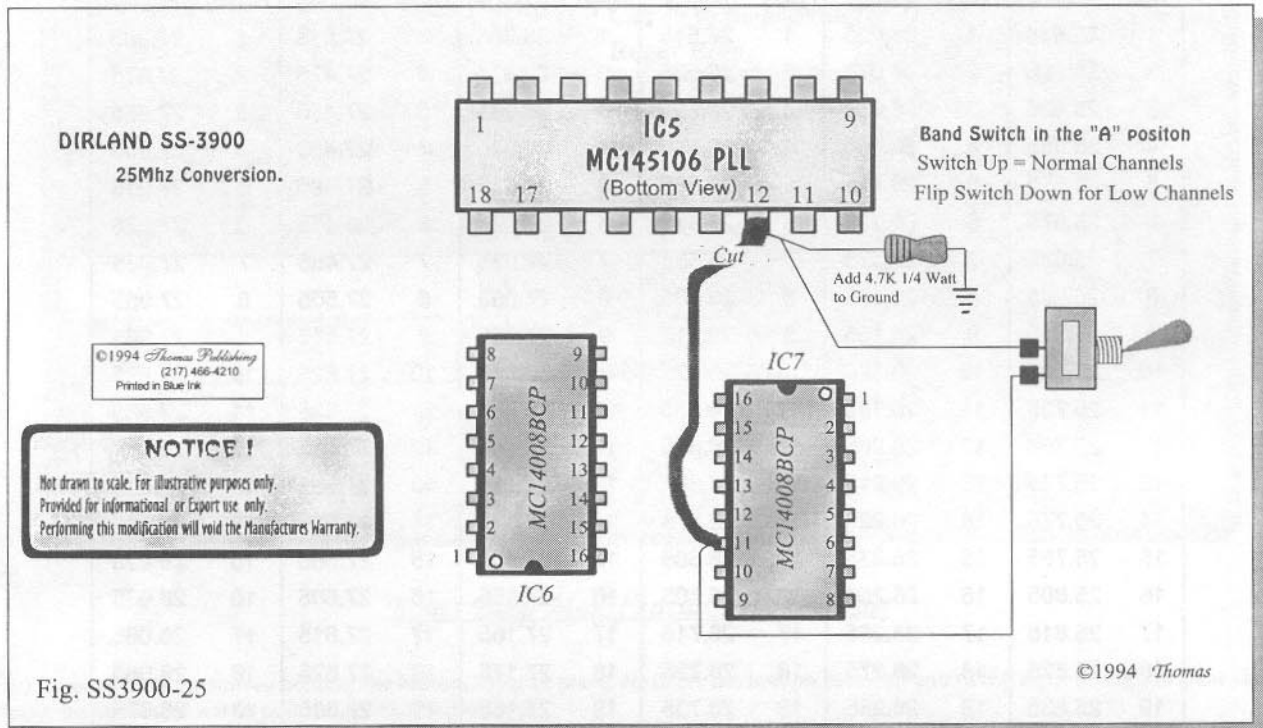 DIRLAND SS-3900
25Mhz Conversion.
1
IC5
9
MC145106 PLL
(Bottom View)
18 17 12 11 10
Cut
Band Switch in the "A" positon
Switch Up = Normal Channels
Flip Switch Down for Low Channels
Add 4.7K 1/4 Watt
to Ground
©1994 Thomas Publishing
(217) 466-4210
Printed in Blue Ink
NOTICE !
Not drawn to scale. For illustrative purposes only.
Provided for informational or Export use only.
Performing this modification will void the Manufactures Warranty.
8 9
7 10
6 11
5 12
4 13
3 14
2 15
1 16
MC14008BCP
IC6
IC7
16 1
15 2
14 3
13 4
12 5
11 6
10 7
9 8
MC14008BCP
©1994 Thomas
Fig. SS3900-25